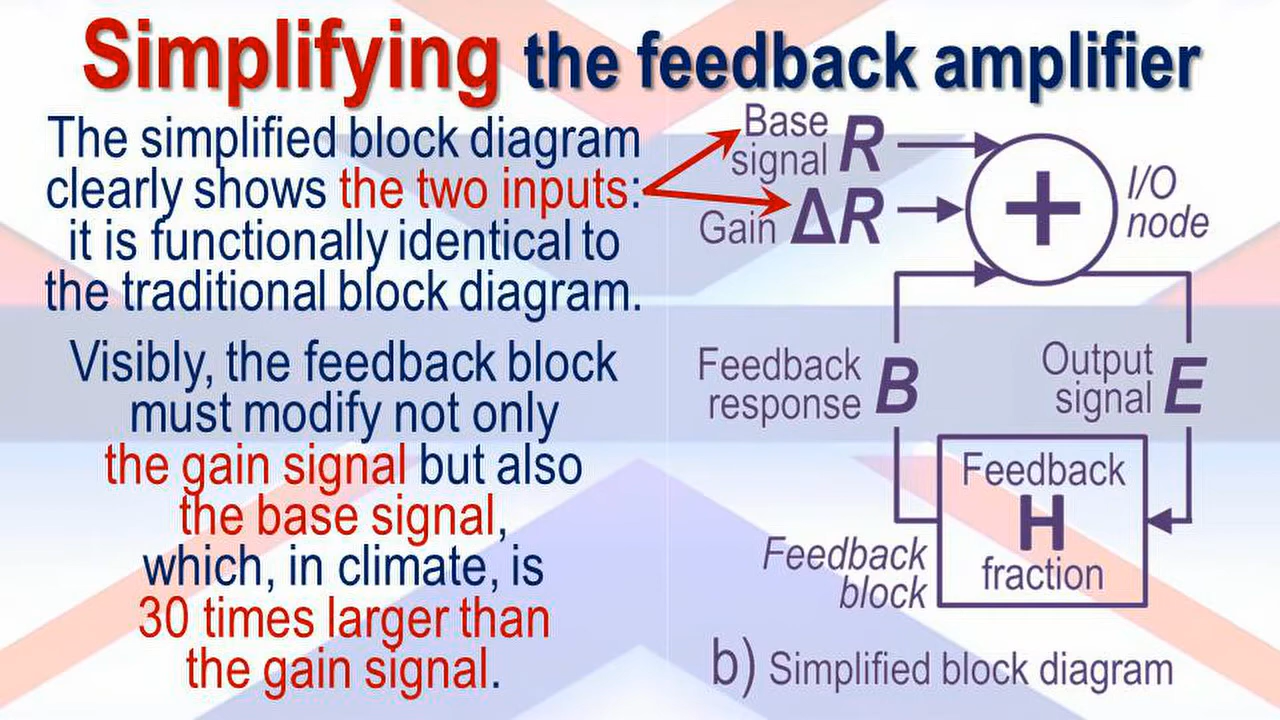 Simplifying the feedback amplifier
The simplified block diagram
clearly shows the two inputs:
it is functionally identical to
the traditional block diagram.
Visibly, the feedback block
must modify not only
the gain signal but also
the base signal,
which, in climate, is
30 times larger than
the gain signal.
Base
signal R
Gain ΔR
+
I/O
node
Feedback
response B
Output
signal E
Feedback
H
fraction
Feedback
block
b) Simplified block diagram